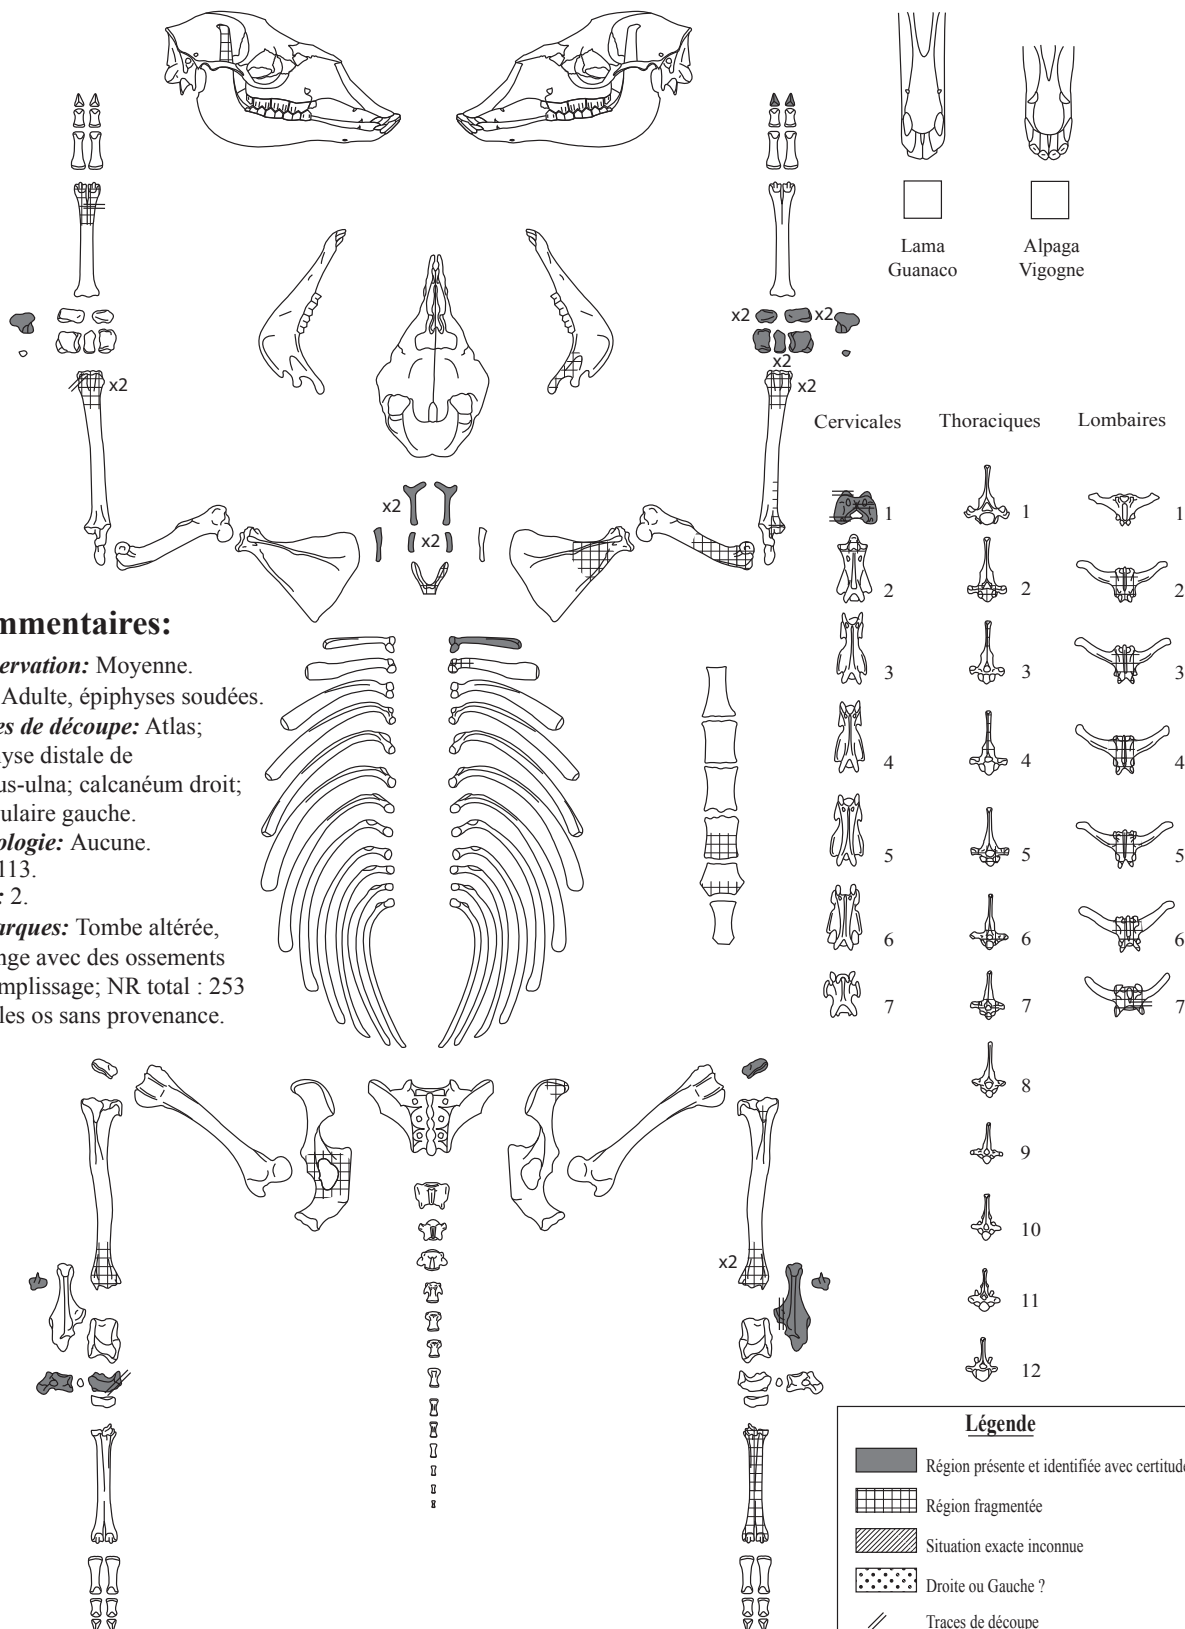 Lama
Guanaco
Alpaga
Vigogne
x2
x2
x2
x2
x2
Cervicales
Thoraciques
Lombaires
x2
x2
1
2
3
4
5
6
7
1
2
3
4
5
6
7
8
9
10
11
12
1
2
3
4
5
6
7
mmentaires:
ervation: Moyenne.
Adulte, épiphyses soudées.
es de découpe: Atlas;
lyse distale de
us-ulna; calcanéum droit;
ulaire gauche.
ologie: Aucune.
113.
: 2.
arques: Tombe altérée,
nge avec des ossements
mplissage; NR total : 253
les os sans provenance.
x2
Légende
Région présente et identifiée avec certitude
Région fragmentée
Situation exacte inconnue
Droite ou Gauche ?
Traces de découpe